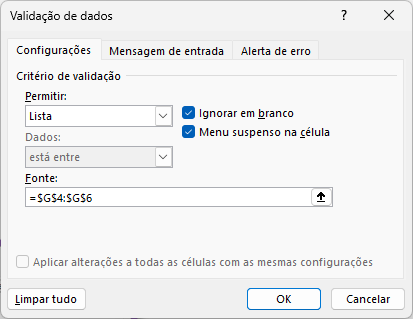 Validação de dados
?
Configurações
Mensagem de entrada
Alerta de erro
Critério de validação
Permitir:
Lista
Ignorar em branco
Menu suspenso na célula
Dados:
está entre
Fonte:
=$G$4:$G$6
Aplicar alterações a todas as células com as mesmas configurações
Limpar tudo
OK
Cancelar